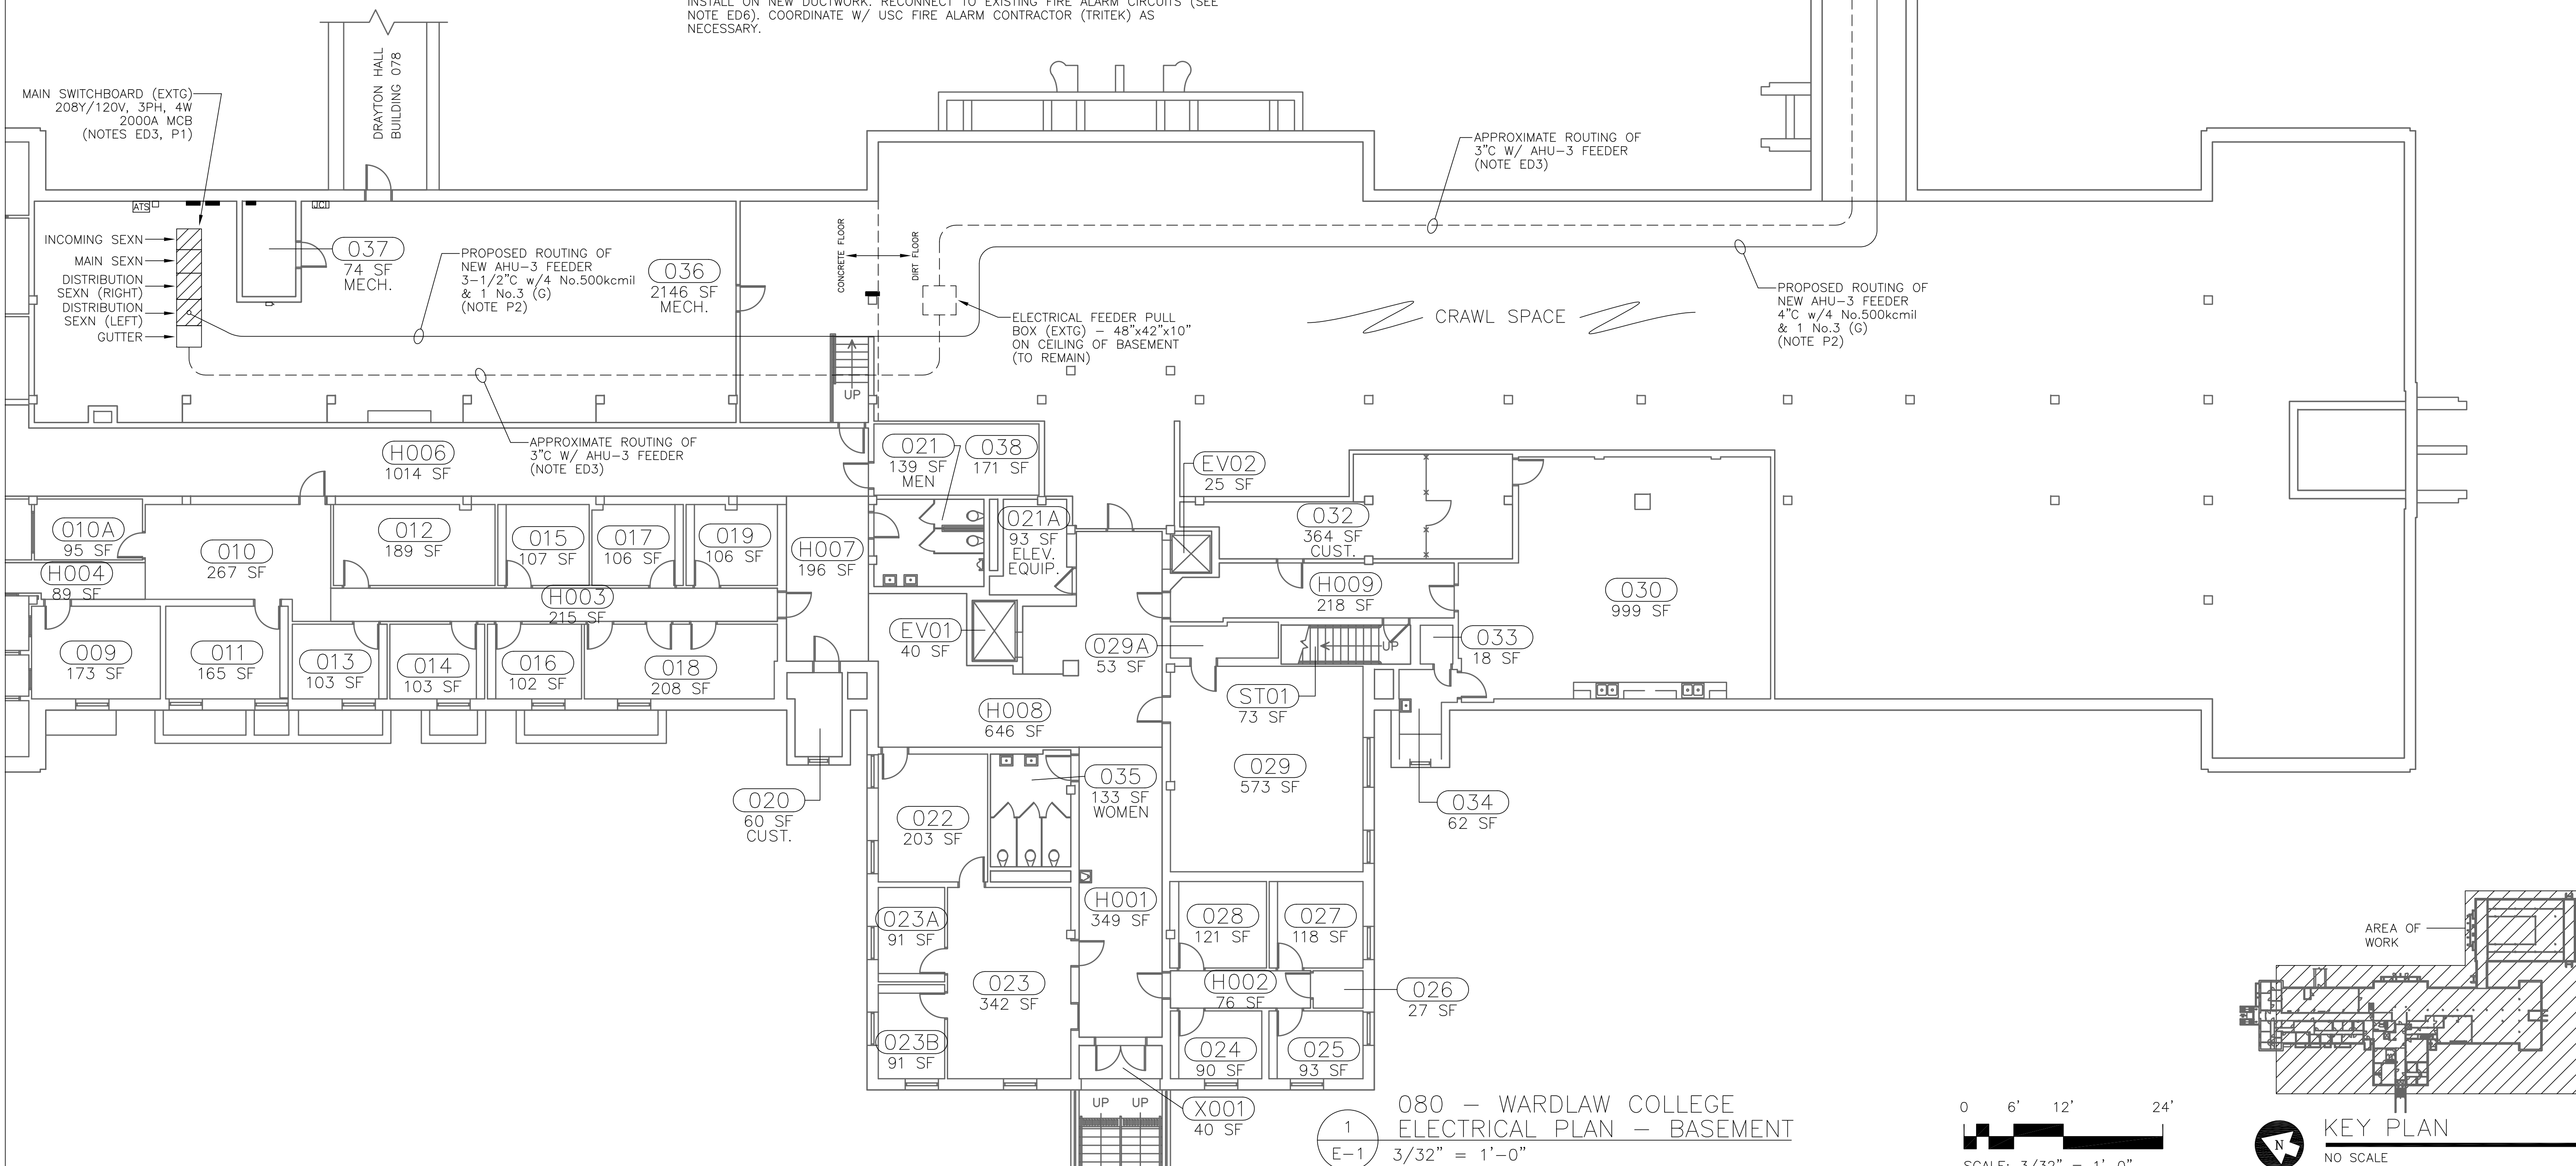 INSTALL ON NEW DUCTWORK. RECONNECT TO EXISTING FIRE ALARM CIRCUITS (SEE
NOTE ED6). COORDINATE W/ USC FIRE ALARM CONTRACTOR (TRITEK) AS
NECESSARY.
DRAYTON HALL
BUILDING 078
MAIN SWITCHBOARD (EXTG)
208Y/120V, 3PH, 4W
2000A MCB
(NOTES ED3, P1)
APPROXIMATE ROUTING OF
3"C W/ AHU-3 FEEDER
(NOTE ED3)
ATS
JCI
INCOMING SEXN
MAIN SEXN
DISTRIBUTION
SEXN (RIGHT)
DISTRIBUTION
SEXN (LEFT)
GUTTER
037
74 SF
MECH.
PROPOSED ROUTING OF
NEW AHU-3 FEEDER
3-1/2"C w/4 No.500kcmil
& 1 No.3 (G)
(NOTE P2)
036
2146 SF
MECH.
CONCRETE FLOOR
DIRT FLOOR
ELECTRICAL FEEDER PULL
BOX (EXTG) - 48"x42"x10"
ON CEILING OF BASEMENT
(TO REMAIN)
CRAWL SPACE
PROPOSED ROUTING OF
NEW AHU-3 FEEDER
4"C w/4 No.500kcmil
& 1 No.3 (G)
(NOTE P2)
UP
APPROXIMATE ROUTING OF
3"C W/ AHU-3 FEEDER
(NOTE ED3)
H006
1014 SF
021
139 SF
MEN
038
171 SF
EV02
25 SF
010A
95 SF
010
267 SF
012
189 SF
015
107 SF
017
106 SF
019
106 SF
H007
196 SF
021A
93 SF
ELEV.
EQUIP.
032
364 SF
CUST.
H004
89 SF
H003
215 SF
H009
218 SF
030
999 SF
009
173 SF
011
165 SF
013
103 SF
014
103 SF
016
102 SF
018
208 SF
EV01
40 SF
029A
53 SF
UP
033
18 SF
H008
646 SF
ST01
73 SF
020
60 SF
CUST.
035
133 SF
WOMEN
029
573 SF
034
62 SF
022
203 SF
023A
91 SF
H001
349 SF
028
121 SF
027
118 SF
023
342 SF
H002
76 SF
026
27 SF
023B
91 SF
024
90 SF
025
93 SF
UP UP
X001
40 SF
1
E-1
080 - WARDLAW COLLEGE
ELECTRICAL PLAN - BASEMENT
3/32" = 1'-0"
0 6' 12' 24'
SCALE: 3/32" = 1'-0"
AREA OF
WORK
N
KEY PLAN
NO SCALE